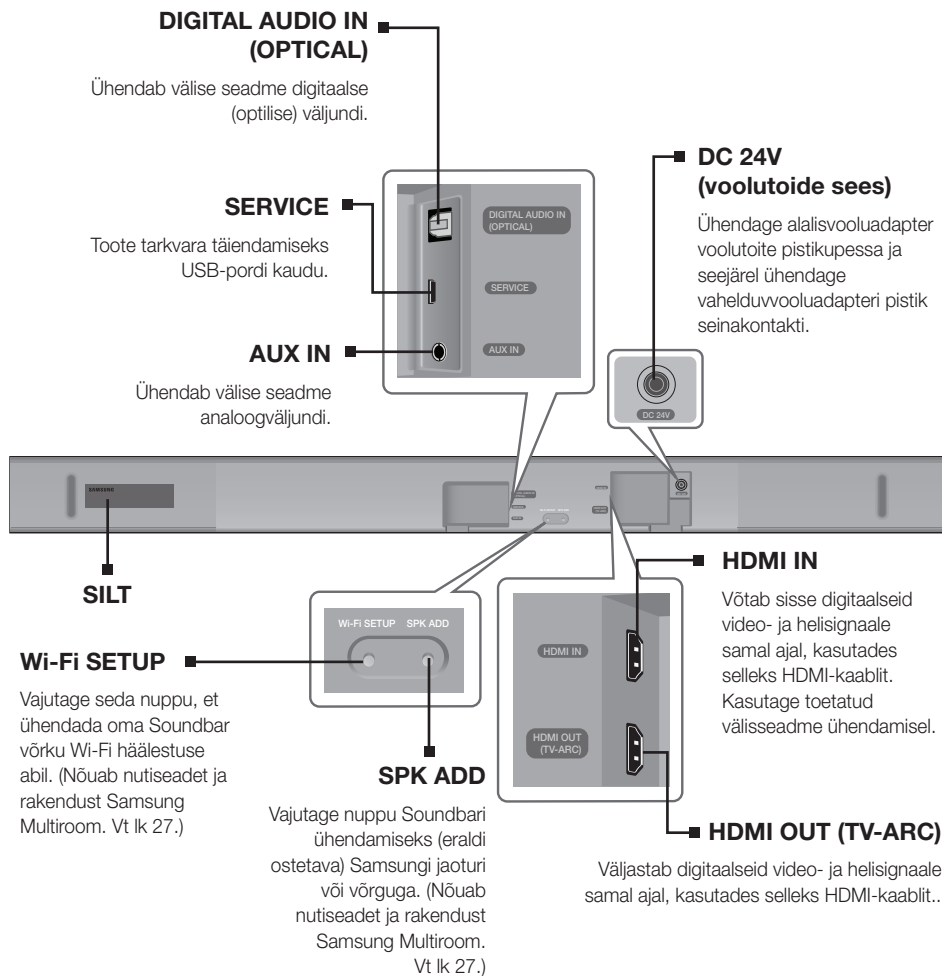 DIGITAL AUDIO IN
(OPTICAL)
Ühendab välise seadme digitaalse
(optilise) väljundi.
SERVICE
Toote tarkvara täiendamiseks
USB-pordi kaudu.
AUX IN
Ühendab välise seadme
analoogväljundi.
DIGITAL AUDIO IN
(OPTICAL)
SERVICE
AUX IN
DC 24V
(voolutoide sees)
Ühendage alalisvooluadapter
voolutoite pistikupessa ja
seejärel ühendage
vahelduvvooluadapteri pistik
seinakontakti.
DC 24V
SAMSUNG
SILT
Wi-Fi SETUP
Vajutage seda nuppu, et
ühendada oma Soundbar
võrku Wi-Fi häälestuse
abil. (Nõuab nutiseadet ja
rakendust Samsung
Multiroom. Vt lk 27.)
Wi-Fi SETUP SPK ADD
SPK ADD
Vajutage nuppu Soundbari
ühendamiseks (eraldi
ostetava) Samsungi jaoturi
või võrguga. (Nõuab
nutiseadet ja rakendust
Samsung Multiroom.
Vt lk 27.)
HDMI IN
HDMI OUT
(TV-ARC)
HDMI IN
Võtab sisse digitaalseid
video- ja helisignaale
samal ajal, kasutades
selleks HDMI-kaablit.
Kasutage toetatud
välisseadme ühendamisel.
HDMI OUT (TV-ARC)
Väljastab digitaalseid video- ja helisignaale
samal ajal, kasutades selleks HDMI-kaablit..